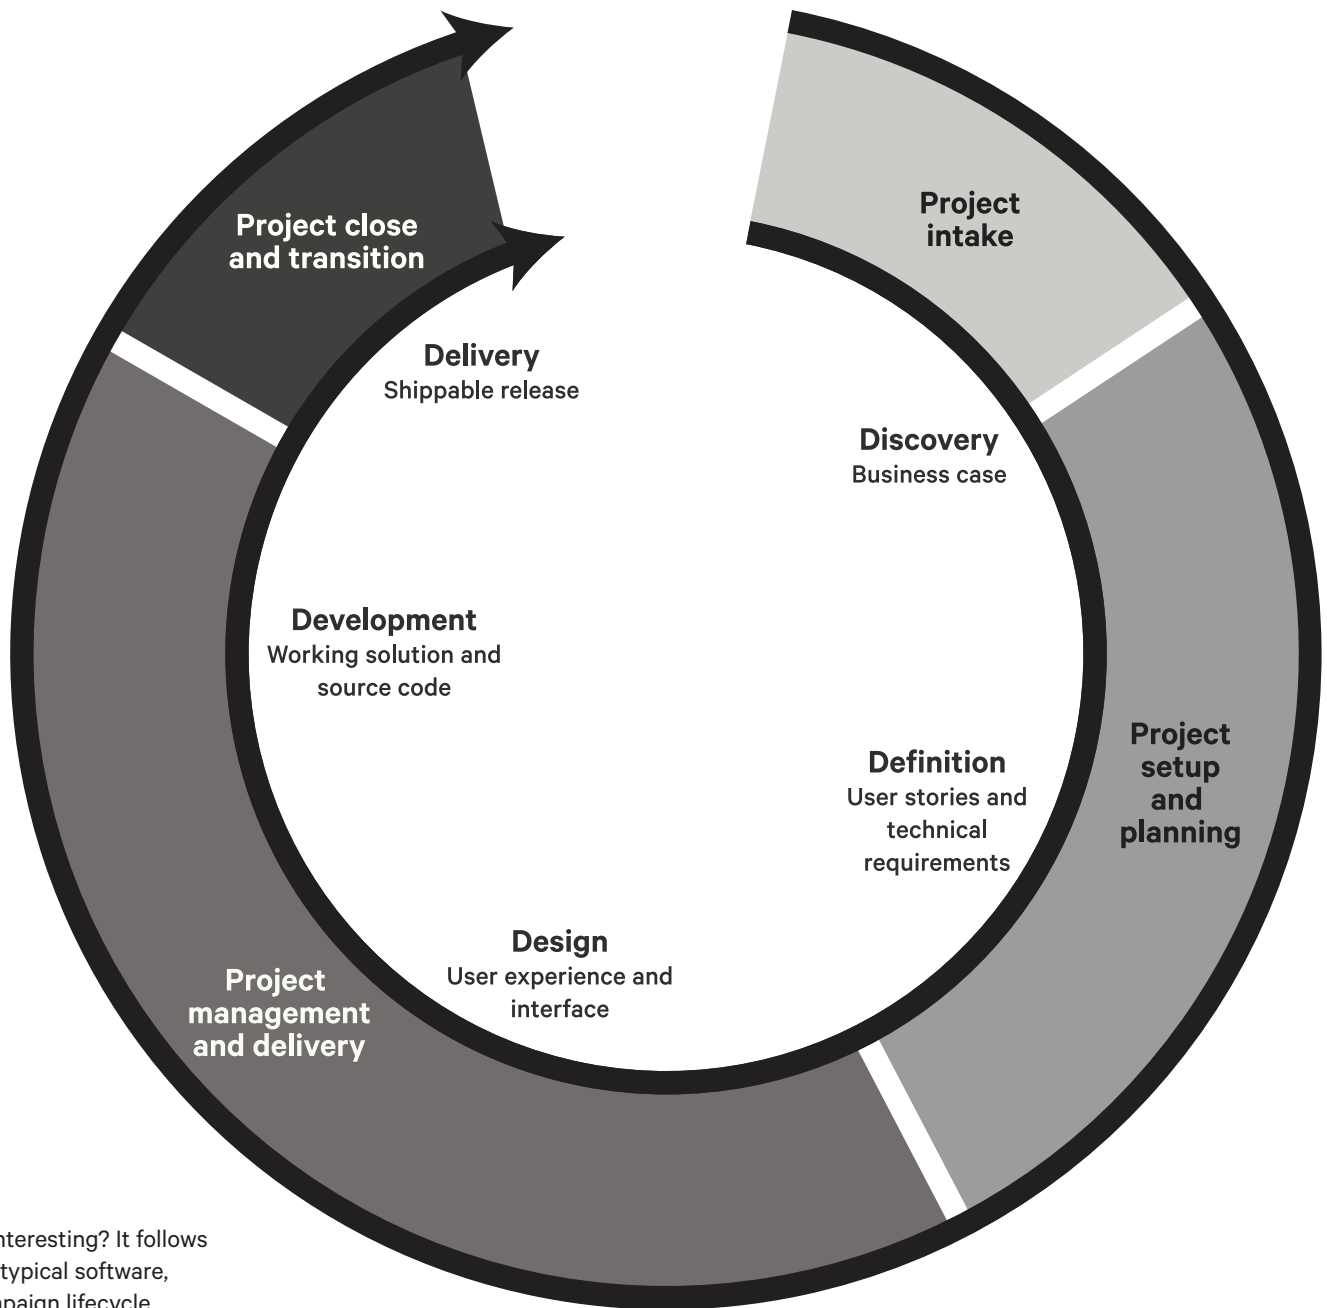 Project
intake
Project
setup
and
planning
Project
management
and delivery
Project close
and transition
Discovery
Business case
Definition
User stories and
technical
requirements
Design
User experience and
interface
Development
Working solution and
source code
Delivery
Shippable release
nteresting? It follows
typical software,
paign lifecycle